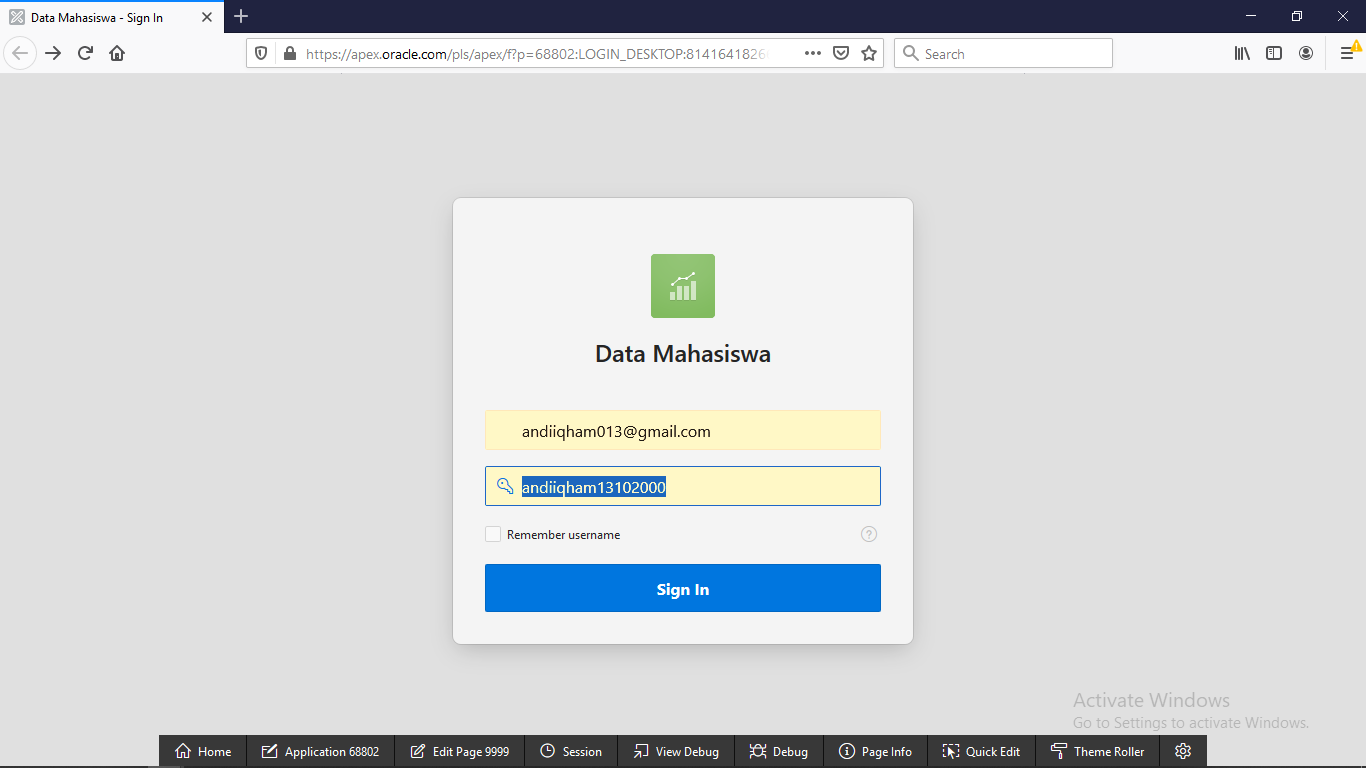 Data Mahasiswa - Sign In
https://apex.oracle.com/pls/apex/f?p=68802:LOGIN_DESKTOP:8141641826
Search
Data Mahasiswa
andiiqham013@gmail.com
andiiqham13102000
Remember username
?
Sign In
Activate Windows
Go to Settings to activate Windows.
Home Application 68802 Edit Page 9999 Session View Debug Debug Page Info Quick Edit Theme Roller